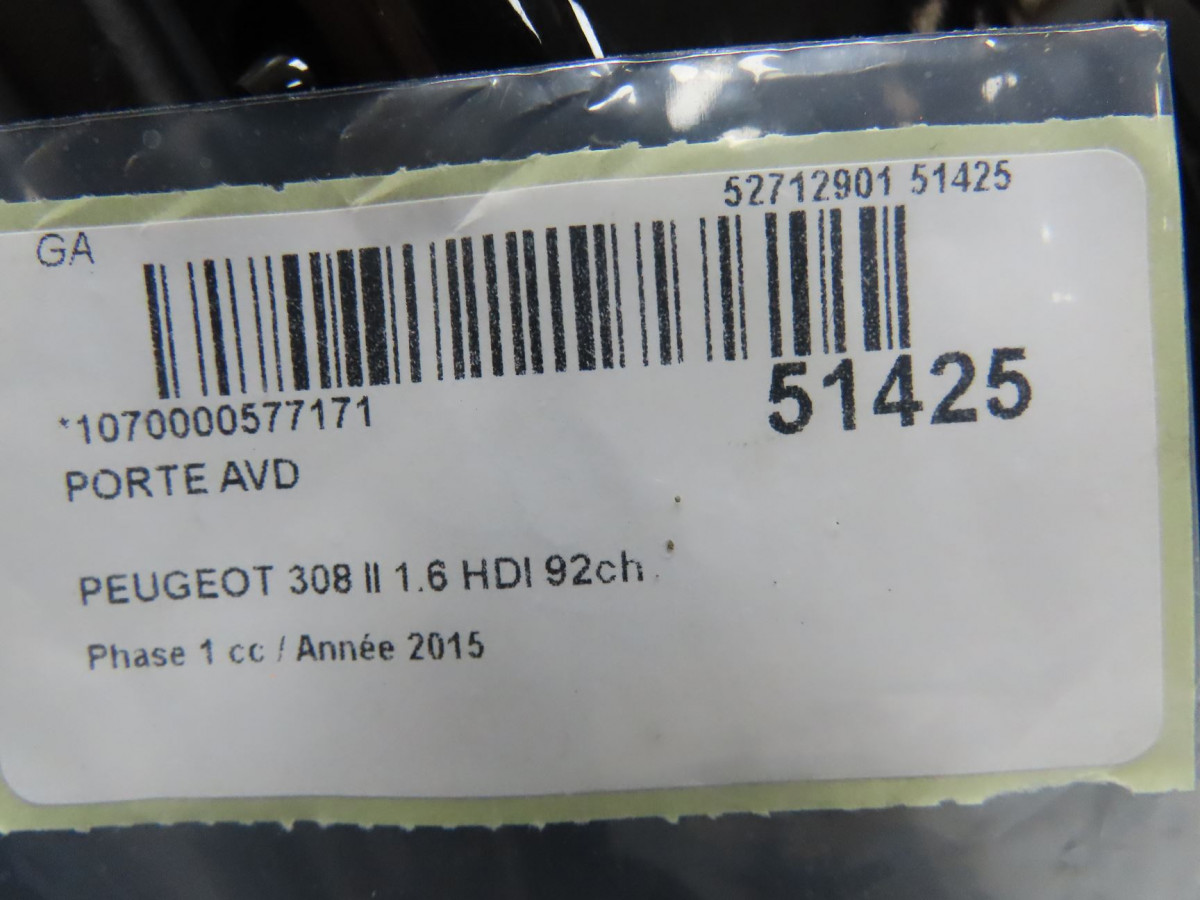 52712901 51425
GA
51425
*1070000577171
PORTE AVD
PEUGEOT 308 II 1.6 HDI 92ch
Phase 1 cc / Année 2015